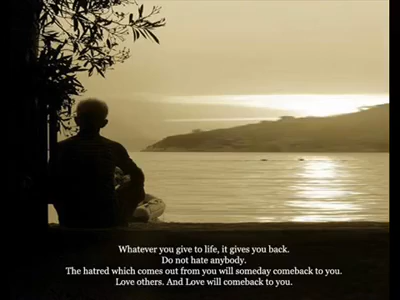 Whatever you give to life, it gives you back.
Do not hate anybody.
The hatred which comes out from you will someday comeback to you.
Love others. And Love will comeback to you.